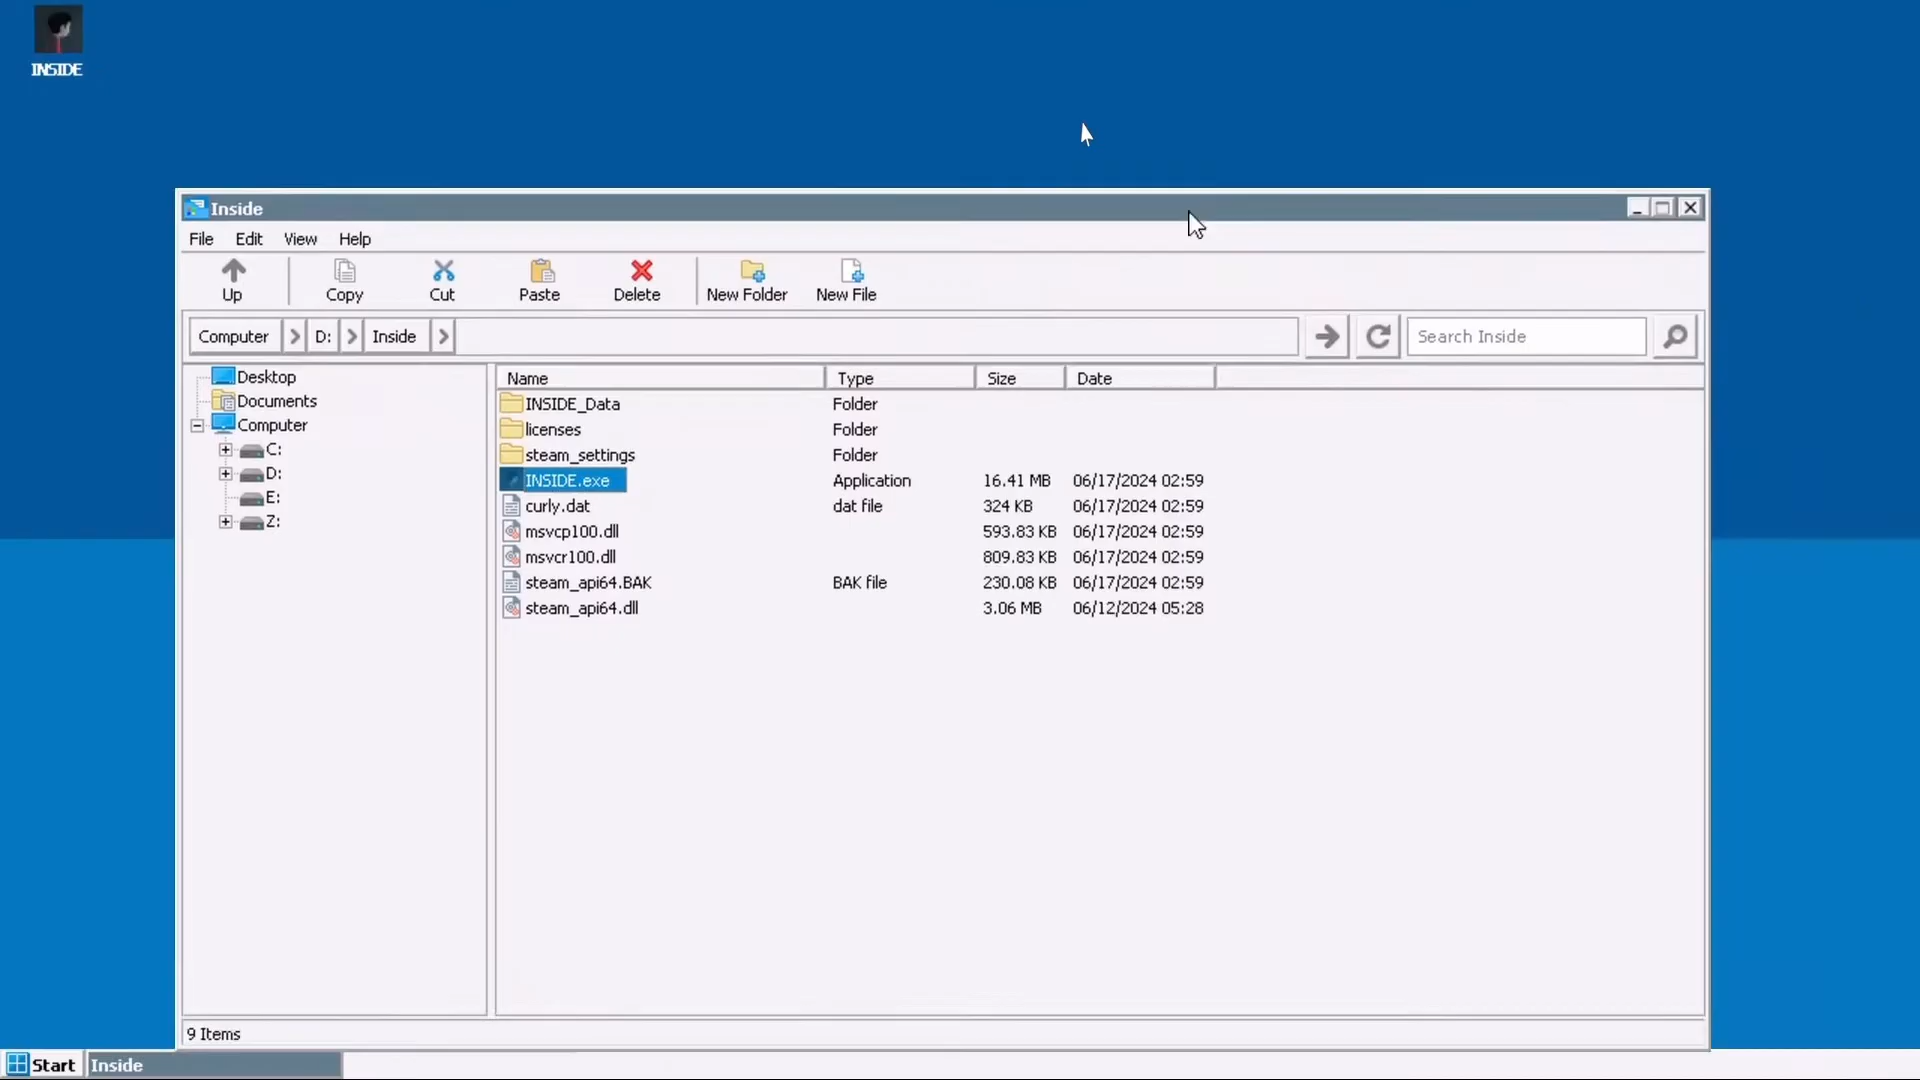 INSIDE
Inside
File Edit View Help
Up Copy Cut Paste Delete New Folder New File
Computer D: Inside Search Inside
Desktop
Documents
Computer
C:
D:
E:
Z:
Name Type Size Date
INSIDE_Data Folder
licenses Folder
steam_settings Folder
INSIDE.exe Application 16.41 MB 06/17/2024 02:59
curly.dat dat file 324 KB 06/17/2024 02:59
msvcp100.dll 593.83 KB 06/17/2024 02:59
msvcr100.dll 809.83 KB 06/17/2024 02:59
steam_api64.BAK BAK file 230.08 KB 06/17/2024 02:59
steam_api64.dll 3.06 MB 06/12/2024 05:28
9 Items
Start Inside